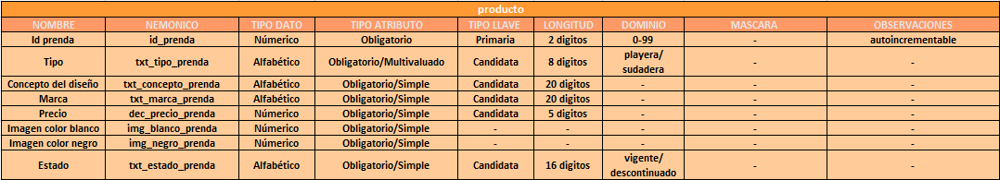 producto
NOMBRE NEMONICO TIPO DATO TIPO ATRIBUTO TIPO LLAVE LONGITUD DOMINIO MASCARA OBSERVACIONES
Id prenda id_prenda Númerico Obligatorio Primaria 2 digitos 0-99 - autoincrementable
Tipo txt_tipo_prenda Alfabético Obligatorio/Multivaluado Candidata 8 digitos playera/ - -
sudadera
Concepto del diseño txt_concepto_prenda Alfabético Obligatorio/Simple Candidata 20 digitos - - -
Marca txt_marca_prenda Alfabético Obligatorio/Simple Candidata 20 digitos - - -
Precio dec_precio_prenda Númerico Obligatorio/Simple Candidata 5 digitos - - -
Imagen color blanco img_blanco_prenda Númerico Obligatorio/Simple - - - - -
Imagen color negro img_negro_prenda Númerico Obligatorio/Simple - - - - -
Estado txt_estado_prenda Alfabético Obligatorio/Simple Candidata 16 digitos vigente/ - -
descontinuado